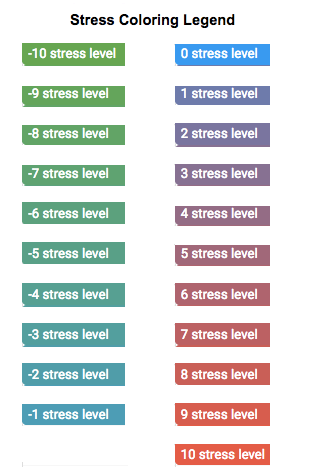 Stress Coloring Legend
-10 stress level
-9 stress level
-8 stress level
-7 stress level
-6 stress level
-5 stress level
-4 stress level
-3 stress level
-2 stress level
-1 stress level
0 stress level
1 stress level
2 stress level
3 stress level
4 stress level
5 stress level
6 stress level
7 stress level
8 stress level
9 stress level
10 stress level